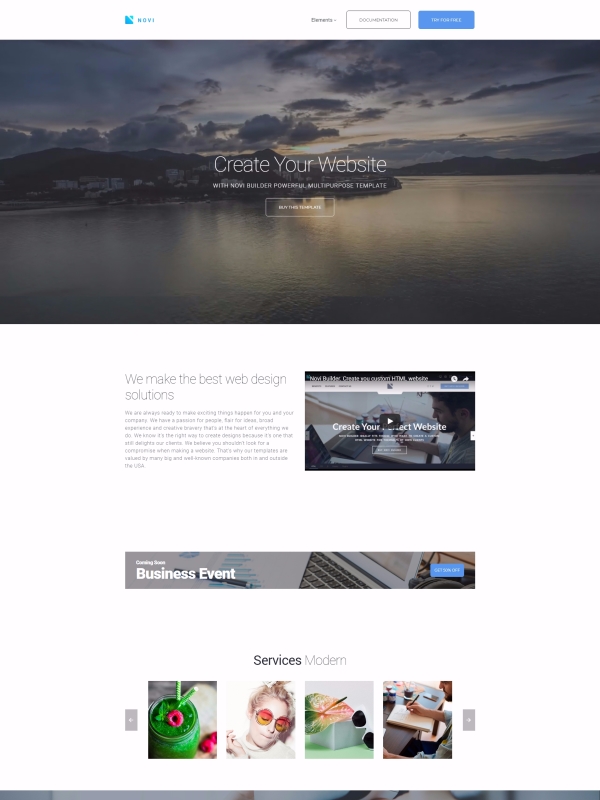 NOVI
Elements
DOCUMENTATION
TRY FOR FREE
Create Your Website
WITH NOVI BUILDER POWERFUL MULTIPURPOSE TEMPLATE
BUY THIS TEMPLATE
We make the best web design
solutions
We are always ready to make exciting things happen for you and your
company. We have a passion for people, flair for ideas, broad
experience and creative bravery that's at the heart of everything we
do. We know it's the right way to create designs because it's one that
still delights our clients. We believe you shouldn't look for a
compromise when making a website. That's why our templates are
valued by many big and well-known companies both in and outside
the USA.
Novi Builder. Create you custom HTML website
Create Your Website
Coming Soon
Business Event
GET 50% OFF
Services Modern